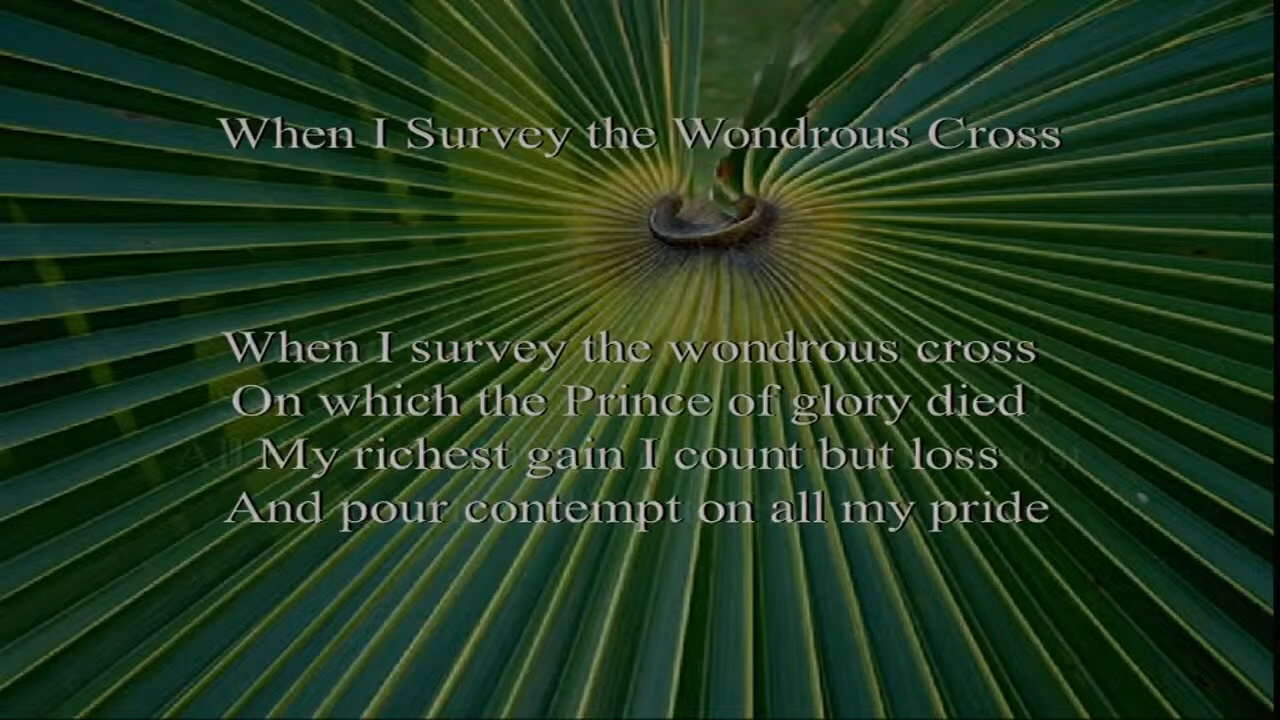 When I Survey the Wondrous Cross
When I survey the wondrous cross
On which the Prince of glory died
My richest gain I count but loss
And pour contempt on all my pride